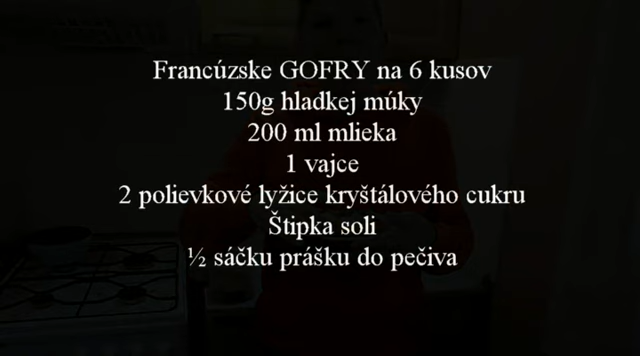 Francúzske GOFRY na 6 kusov
150g hladkej múky
200 ml mlieka
1 vajce
2 polievkové lyžice kryštálového cukru
Štipka soli
½ sáčku prášku do pečiva